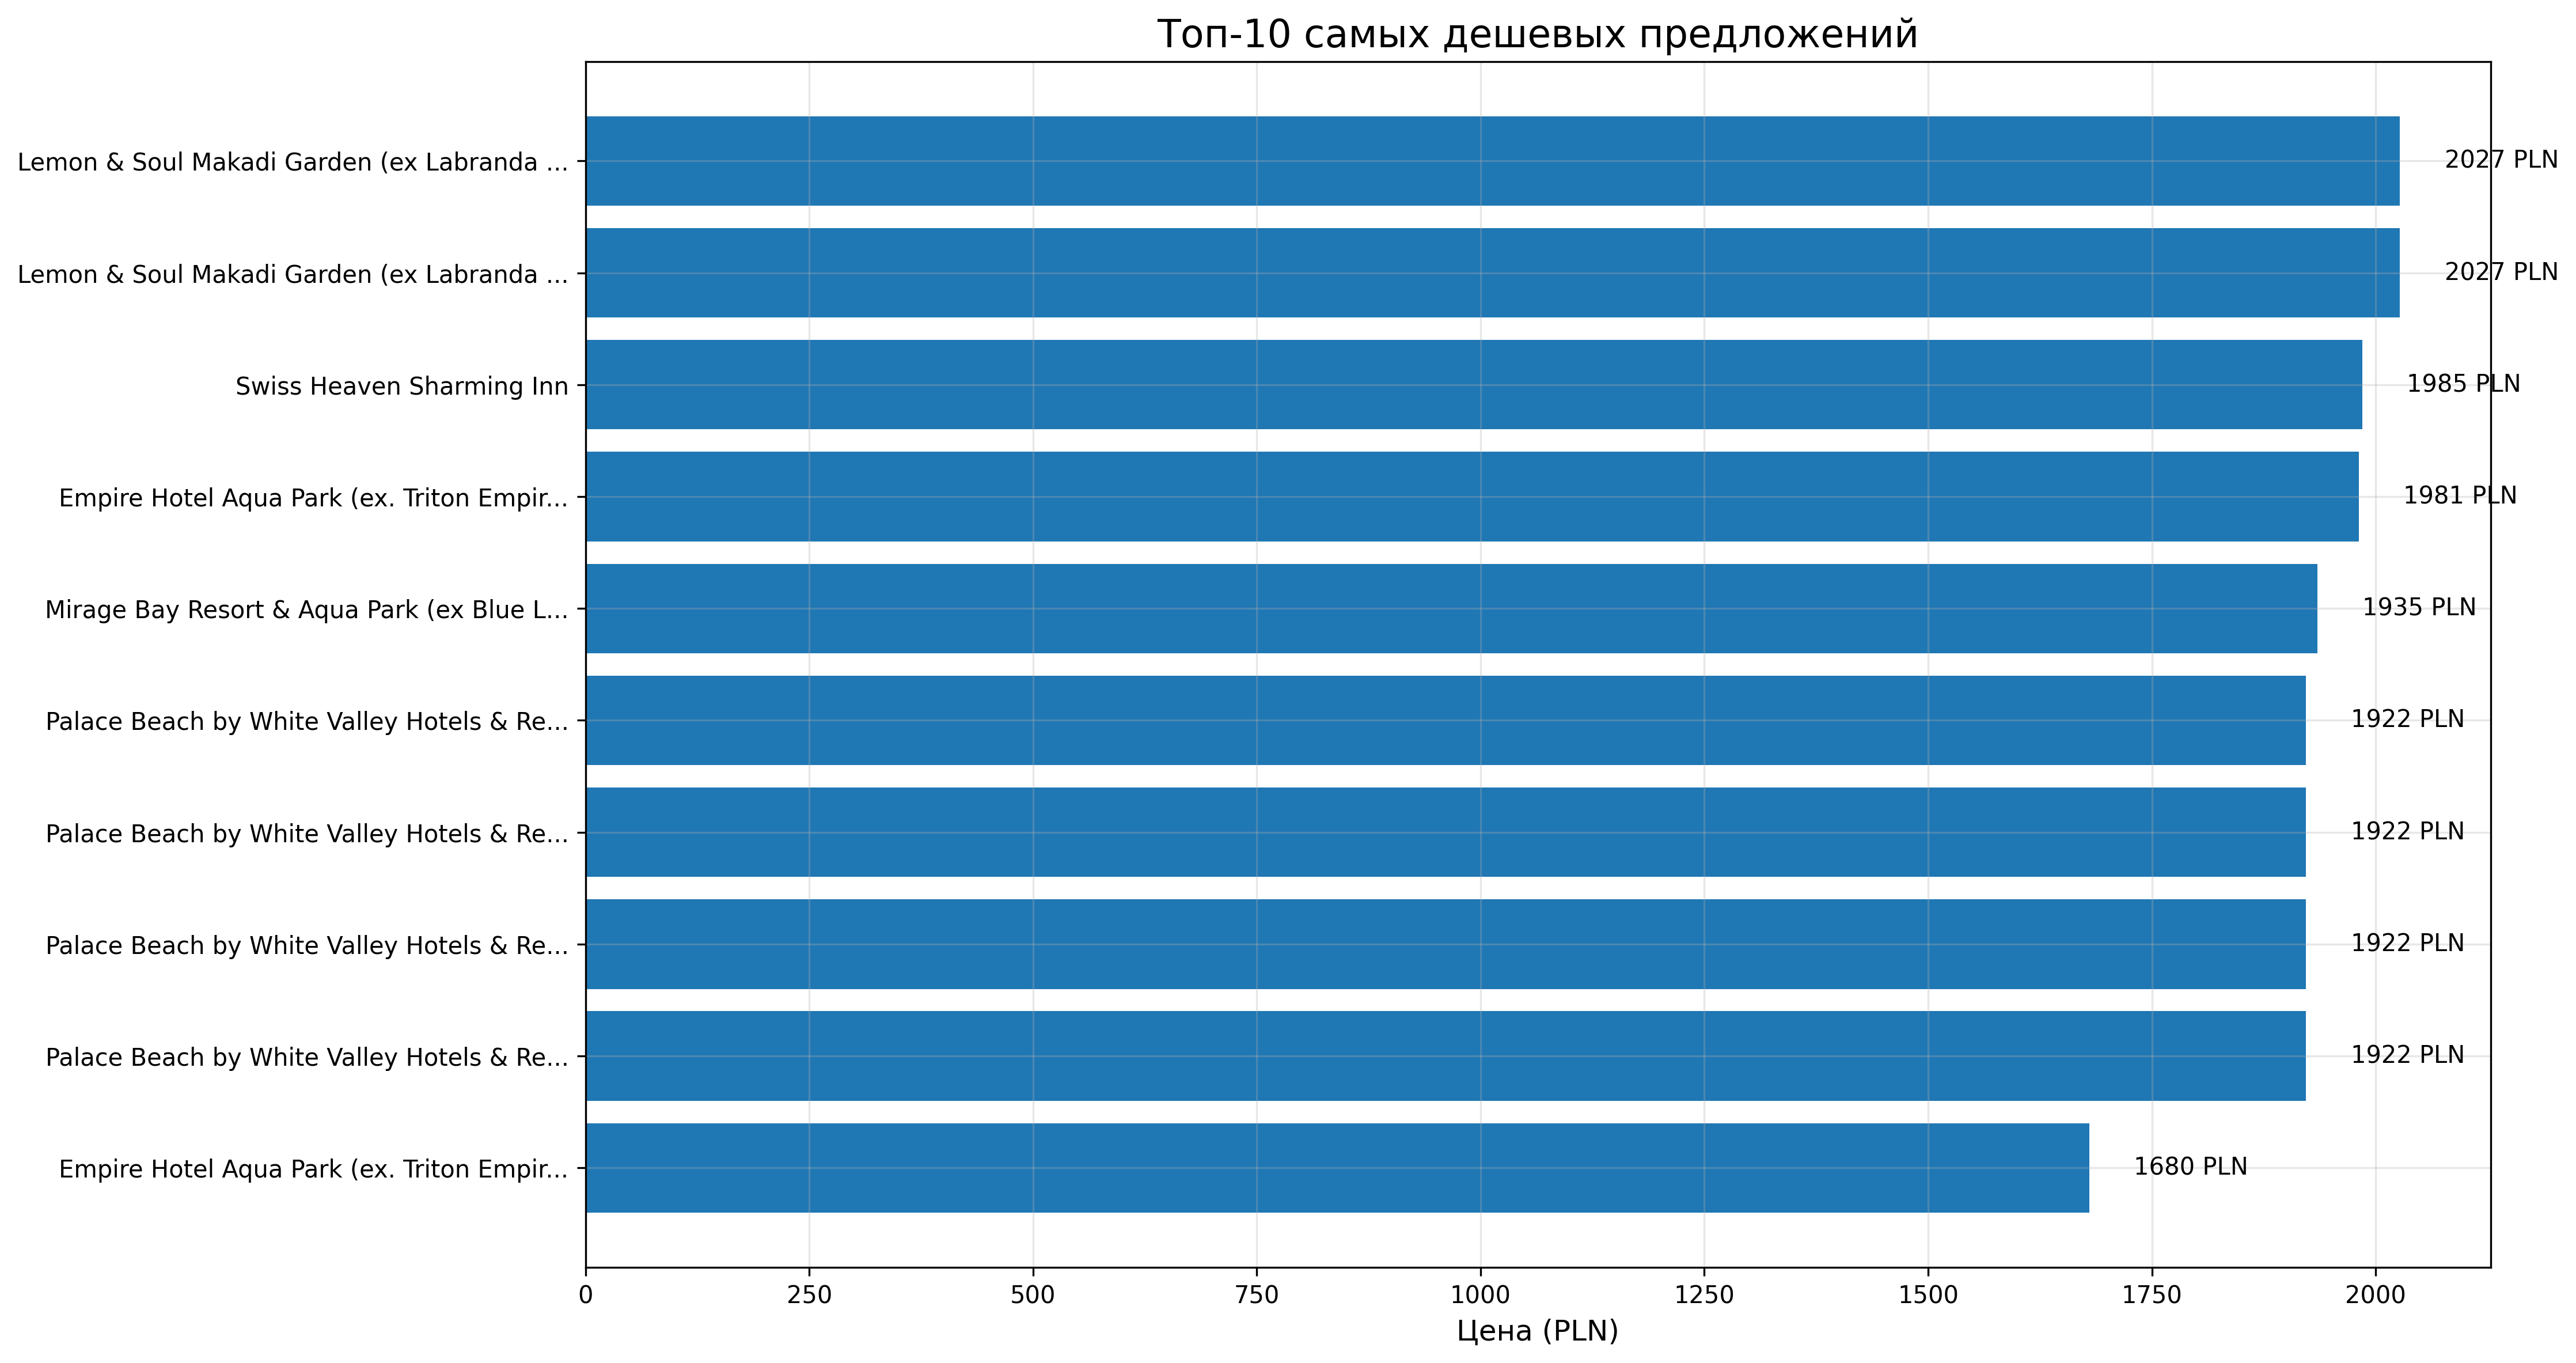 Топ-10 самых дешевых предложений
Lemon & Soul Makadi Garden (ex Labranda ... 2027 PLN
Lemon & Soul Makadi Garden (ex Labranda ... 2027 PLN
Swiss Heaven Sharming Inn 1985 PLN
Empire Hotel Aqua Park (ex. Triton Empir... 1981 PLN
Mirage Bay Resort & Aqua Park (ex Blue L... 1935 PLN
Palace Beach by White Valley Hotels & Re... 1922 PLN
Palace Beach by White Valley Hotels & Re... 1922 PLN
Palace Beach by White Valley Hotels & Re... 1922 PLN
Palace Beach by White Valley Hotels & Re... 1922 PLN
Empire Hotel Aqua Park (ex. Triton Empir... 1680 PLN
0 250 500 750 1000 1250 1500 1750 2000
Цена (PLN)